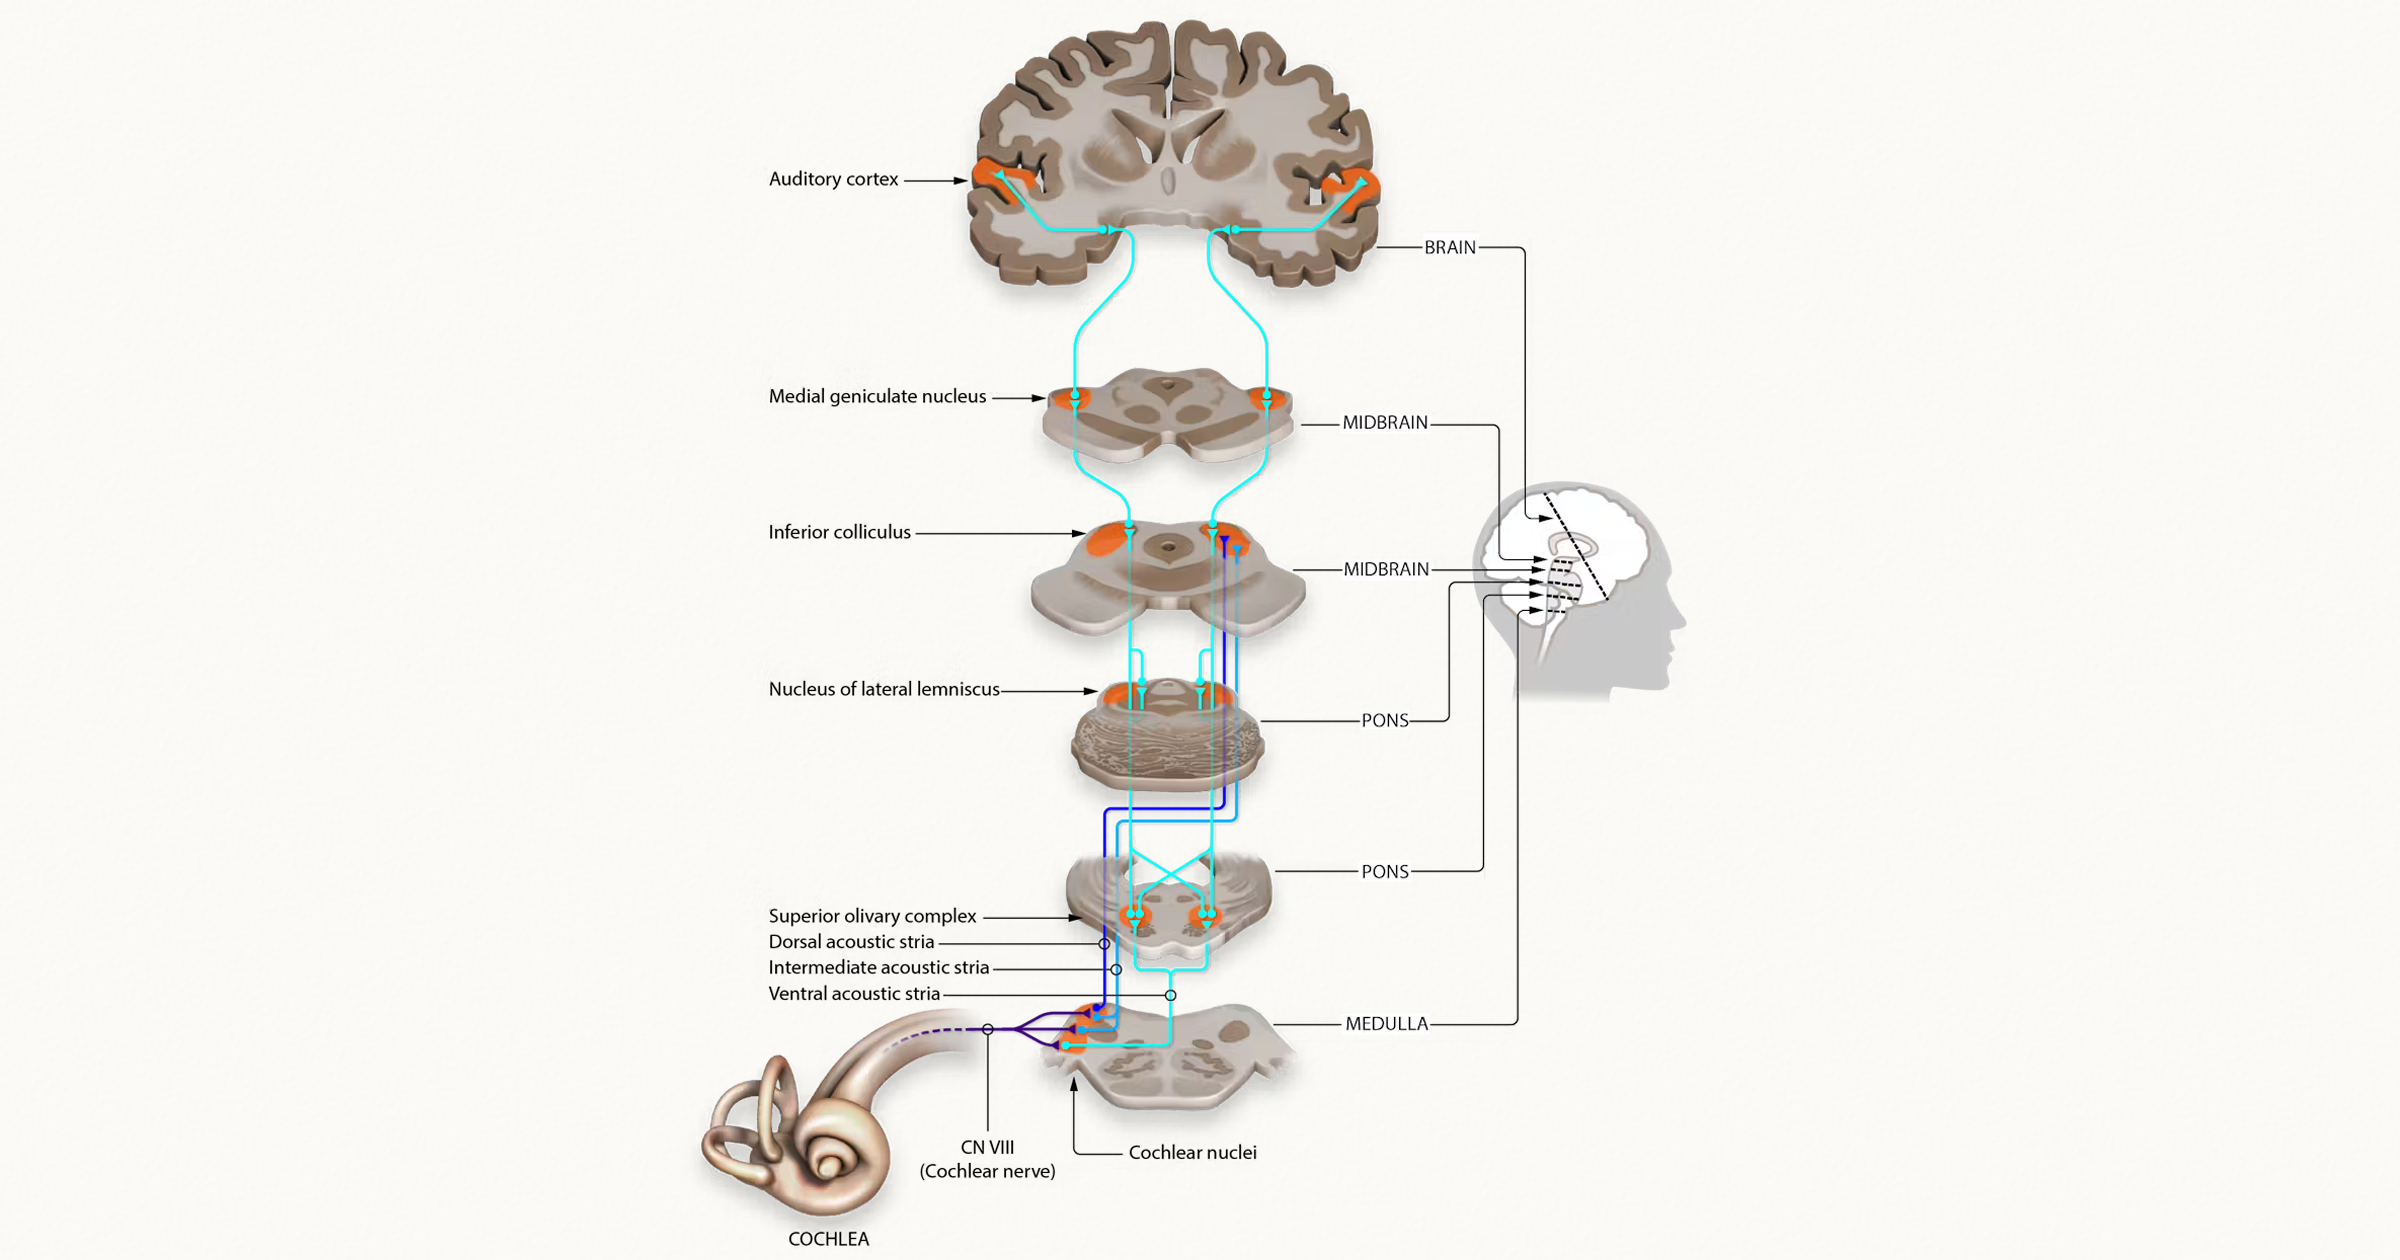 Auditory cortex
BRAIN
Medial geniculate nucleus
MIDBRAIN
Inferior colliculus
MIDBRAIN
Nucleus of lateral lemniscus
PONS
PONS
Superior olivary complex
Dorsal acoustic stria
Intermediate acoustic stria
Ventral acoustic stria
MEDULLA
CN VIII
(Cochlear nerve)
Cochlear nuclei
COCHLEA